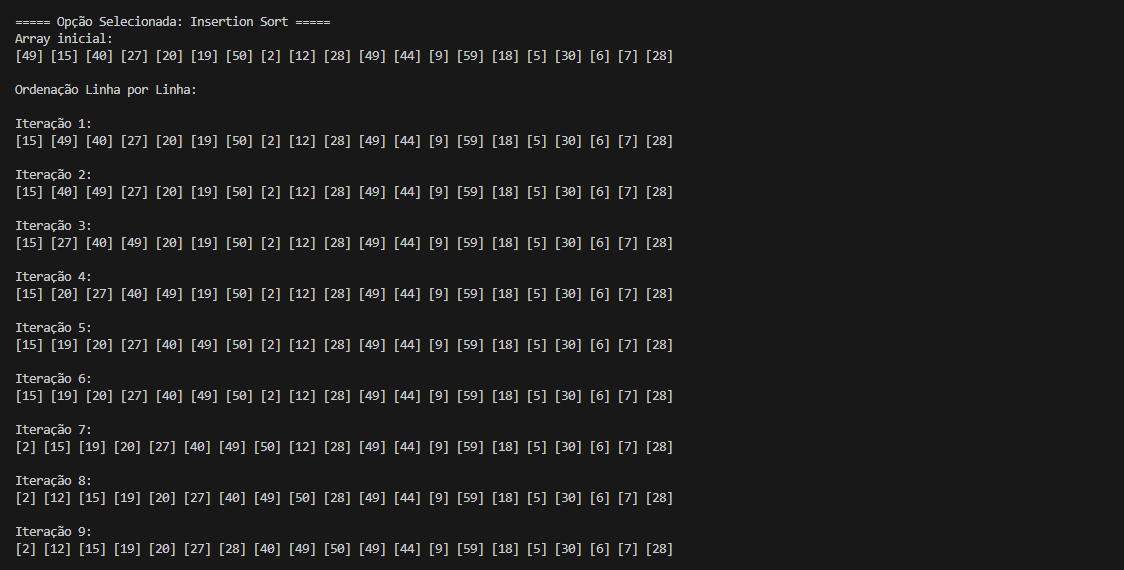 ===== Opção Selecionada: Insertion Sort =====
Array inicial:
[49] [15] [40] [27] [20] [19] [50] [2] [12] [28] [49] [44] [9] [59] [18] [5] [30] [6] [7] [28]
Ordenação Linha por Linha:
Iteração 1:
[15] [49] [40] [27] [20] [19] [50] [2] [12] [28] [49] [44] [9] [59] [18] [5] [30] [6] [7] [28]
Iteração 2:
[15] [40] [49] [27] [20] [19] [50] [2] [12] [28] [49] [44] [9] [59] [18] [5] [30] [6] [7] [28]
Iteração 3:
[15] [27] [40] [49] [20] [19] [50] [2] [12] [28] [49] [44] [9] [59] [18] [5] [30] [6] [7] [28]
Iteração 4:
[15] [20] [27] [40] [49] [19] [50] [2] [12] [28] [49] [44] [9] [59] [18] [5] [30] [6] [7] [28]
Iteração 5:
[15] [19] [20] [27] [40] [49] [50] [2] [12] [28] [49] [44] [9] [59] [18] [5] [30] [6] [7] [28]
Iteração 6:
[15] [19] [20] [27] [40] [49] [50] [2] [12] [28] [49] [44] [9] [59] [18] [5] [30] [6] [7] [28]
Iteração 7:
[2] [15] [19] [20] [27] [40] [49] [50] [12] [28] [49] [44] [9] [59] [18] [5] [30] [6] [7] [28]
Iteração 8:
[2] [12] [15] [19] [20] [27] [40] [49] [50] [28] [49] [44] [9] [59] [18] [5] [30] [6] [7] [28]
Iteração 9:
[2] [12] [15] [19] [20] [27] [28] [40] [49] [50] [49] [44] [9] [59] [18] [5] [30] [6] [7] [28]